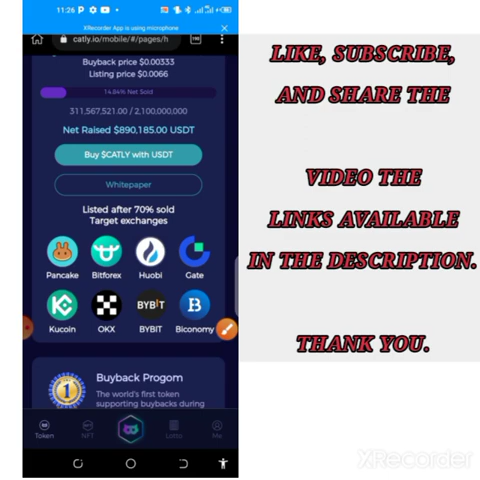 11:26 P
XRecorder App is using microphone
catly.io/mobile/#/pages/h
Buyback price $0.00333
Listing price $0.0066
14.84% Net Sold
311,567,521.00 / 2,100,000,000
Net Raised $890,185.00 USDT
Buy $CATLY with USDT
Whitepaper
Listed after 70% sold
Target exchanges
Pancake Bitforex Huobi Gate
BYBIT
Kucoin OKX BYBIT Biconomy
Buyback Progom
1
The world's first token
supporting buybacks during
Token NFT Lotto Me
LIKE, SUBSCRIBE,
AND SHARE THE
VIDEO THE
LINKS AVAILABLE
IN THE DESCRIPTION.
THANK YOU.
XRecorder